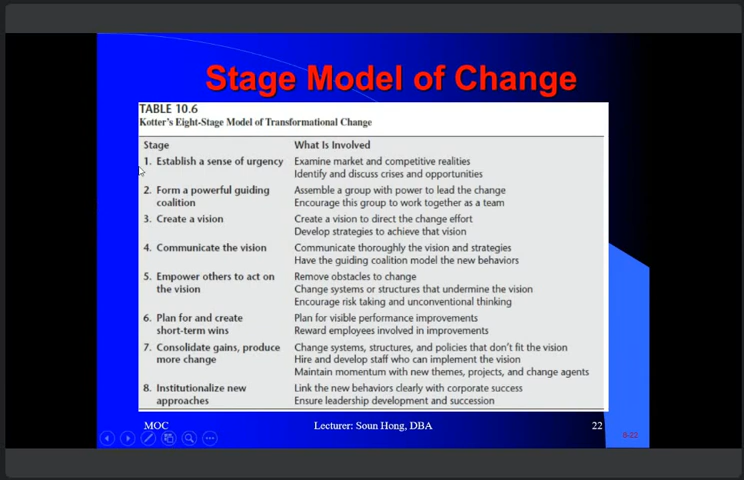 Stage Model of Change
TABLE 10.6
Kotter's Eight-Stage Model of Transformational Change
Stage What Is Involved
1. Establish a sense of urgency Examine market and competitive realities
Identify and discuss crises and opportunities
2. Form a powerful guiding Assemble a group with power to lead the change
coalition Encourage this group to work together as a team
3. Create a vision Create a vision to direct the change effort
Develop strategies to achieve that vision
4. Communicate the vision Communicate thoroughly the vision and strategies
Have the guiding coalition model the new behaviors
5. Empower others to act on Remove obstacles to change
the vision Change systems or structures that undermine the vision
Encourage risk taking and unconventional thinking
6. Plan for and create Plan for visible performance improvements
short-term wins Reward employees involved in improvements
7. Consolidate gains, produce Change systems, structures, and policies that don't fit the vision
more change Hire and develop staff who can implement the vision
Maintain momentum with new themes, projects, and change agents
8. Institutionalize new Link the new behaviors clearly with corporate success
approaches Ensure leadership development and succession
MOC Lecturer: Soun Hong, DBA 22
8-22